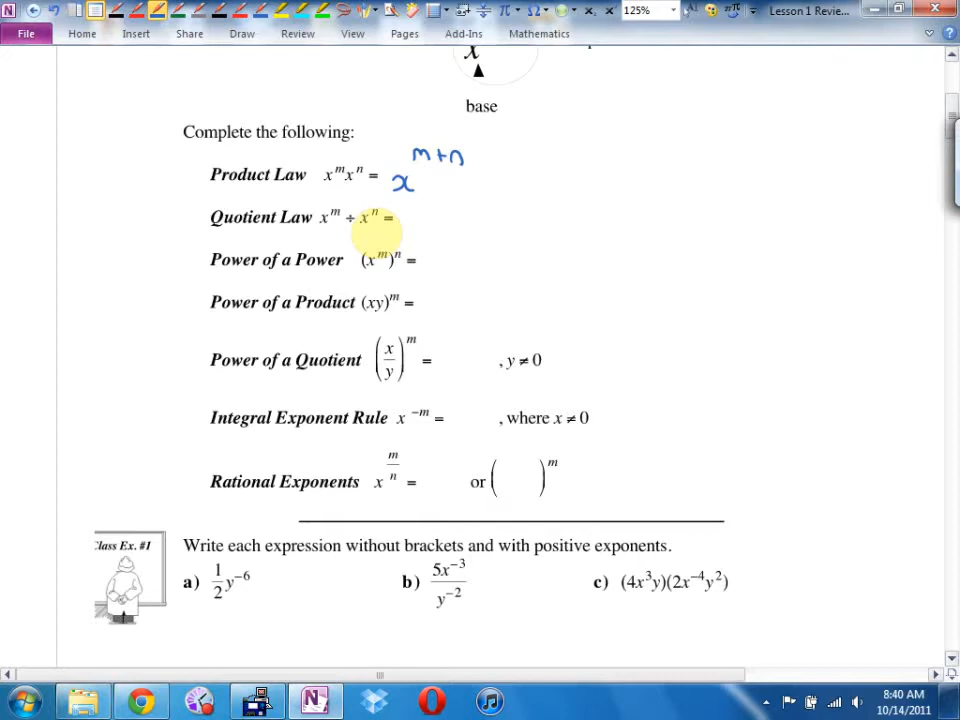 125%
Lesson 1 Revie...
File Home Insert Share Draw Review View Pages Add-Ins Mathematics
x
base
Complete the following:
Product Law x^m x^n = x^(m+n)
Quotient Law x^m ÷ x^n =
Power of a Power (x^m)^n =
Power of a Product (xy)^m =
Power of a Quotient (x/y)^m = , y ≠ 0
Integral Exponent Rule x^(−m) = , where x ≠ 0
Rational Exponents x^(m/n) = or ( )^m
Class Ex. #1
Write each expression without brackets and with positive exponents.
a) 1/2 y^(−6) b) 5x^(−3)/y^(−2) c) (4x^3y)(2x^(−4)y^2)
8:40 AM
10/14/2011